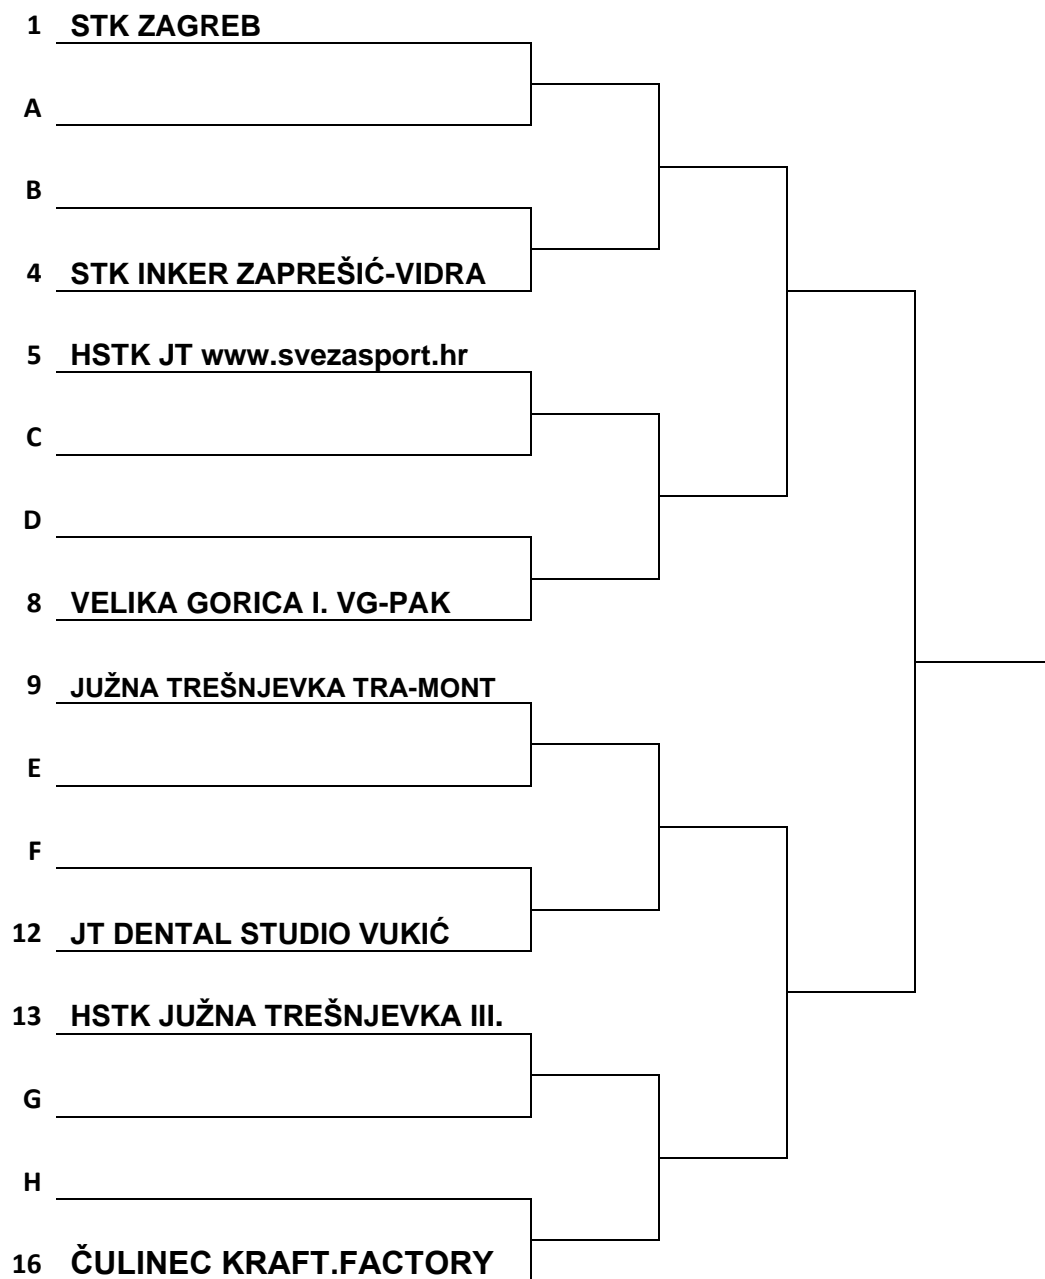 1 STK ZAGREB
A
B
4 STK INKER ZAPREŠIĆ-VIDRA
5 HSTK JT www.svezasport.hr
C
D
8 VELIKA GORICA I. VG-PAK
9 JUŽNA TREŠNJEVKA TRA-MONT
E
F
12 JT DENTAL STUDIO VUKIĆ
13 HSTK JUŽNA TREŠNJEVKA III.
G
H
16 ČULINEC KRAFT.FACTORY